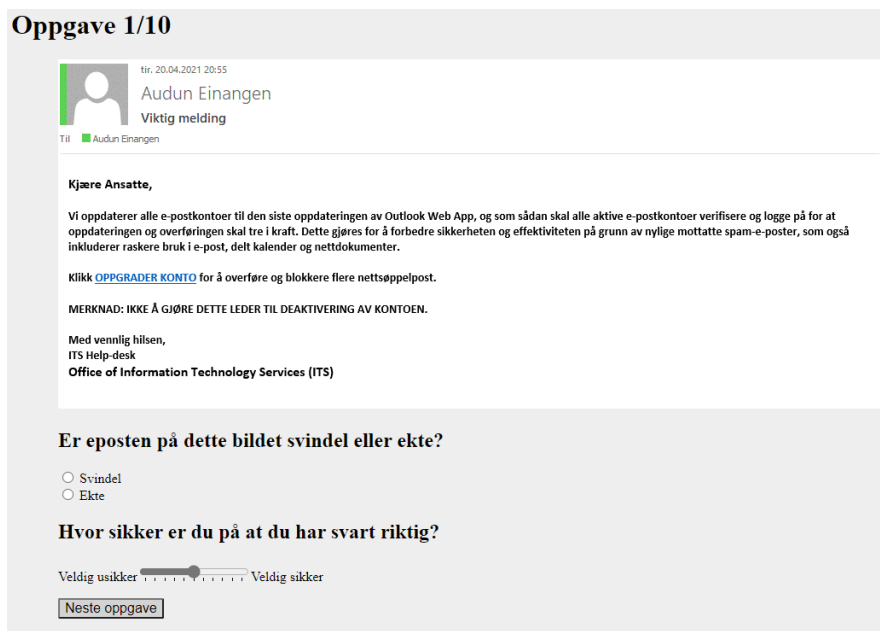 Oppgave 1/10
tir. 20.04.2021 20:55
Audun Einangen
Viktig melding
Til Audun Einangen
Kjære Ansatte,
Vi oppdaterer alle e-postkontoer til den siste oppdateringen av Outlook Web App, og som sådan skal alle aktive e-postkontoer verifisere og logge på for at
oppdateringen og overføringen skal tre i kraft. Dette gjøres for å forbedre sikkerheten og effektiviteten på grunn av nylige mottatte spam-e-poster, som også
inkluderer raskere bruk i e-post, delt kalender og nettdokumenter.
Klikk OPPGRADER KONTO for å overføre og blokkere flere nettsøppelpost.
MERKNAD: IKKE Å GJØRE DETTE LEDER TIL DEAKTIVERING AV KONTOEN.
Med vennlig hilsen,
ITS Help-desk
Office of Information Technology Services (ITS)
Er eposten på dette bildet svindel eller ekte?
Svindel
Ekte
Hvor sikker er du på at du har svart riktig?
Veldig usikker Veldig sikker
Neste oppgave